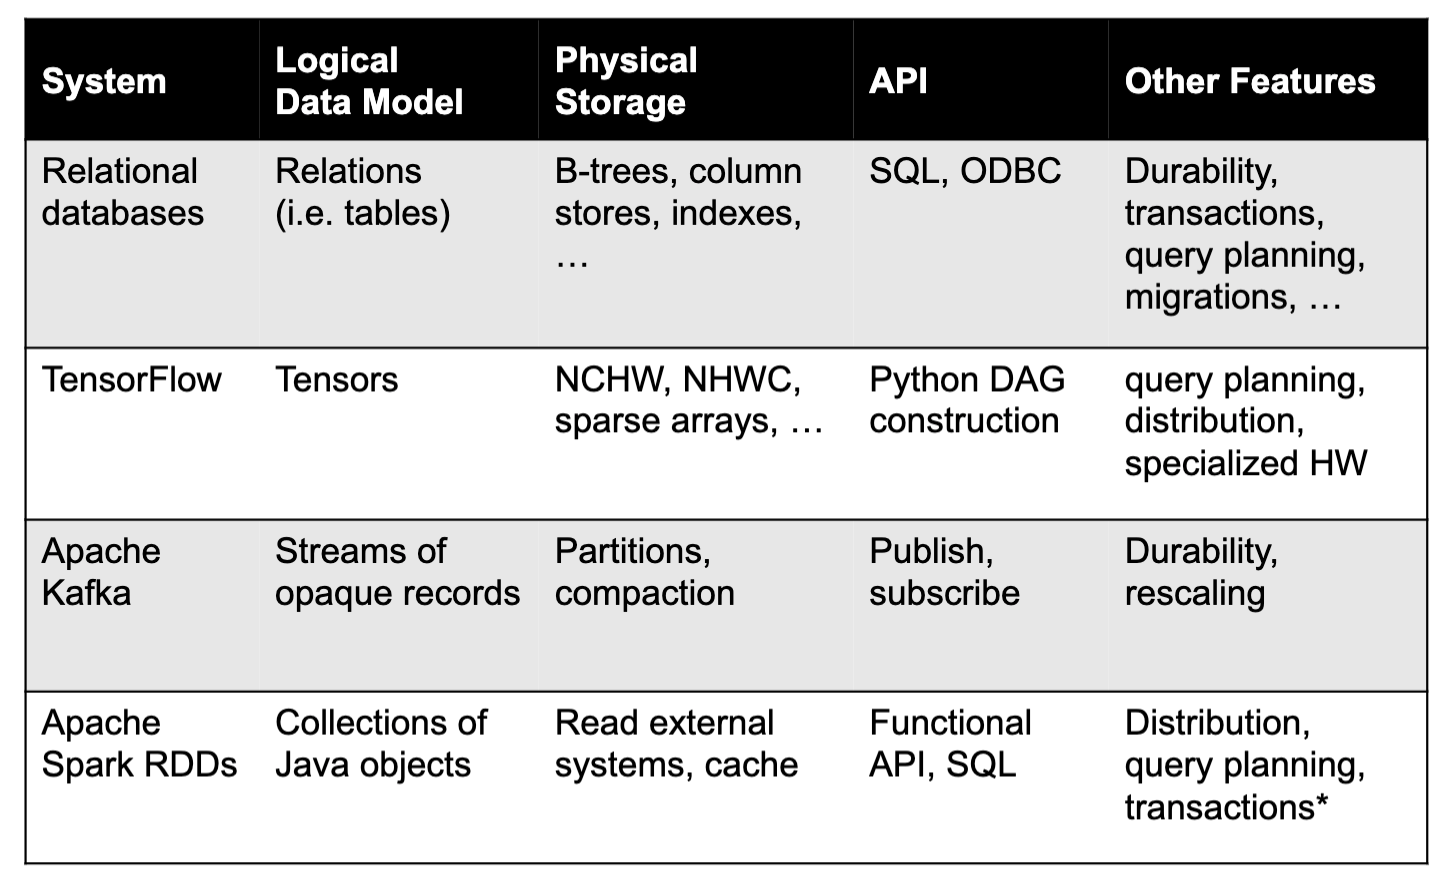 System
Logical
Data Model
Physical
Storage
API
Other Features
Relational
databases
Relations
(i.e. tables)
B-trees, column
stores, indexes,
…
SQL, ODBC
Durability,
transactions,
query planning,
migrations, …
TensorFlow
Tensors
NCHW, NHWC,
sparse arrays, …
Python DAG
construction
query planning,
distribution,
specialized HW
Apache
Kafka
Streams of
opaque records
Partitions,
compaction
Publish,
subscribe
Durability,
rescaling
Apache
Spark RDDs
Collections of
Java objects
Read external
systems, cache
Functional
API, SQL
Distribution,
query planning,
transactions*